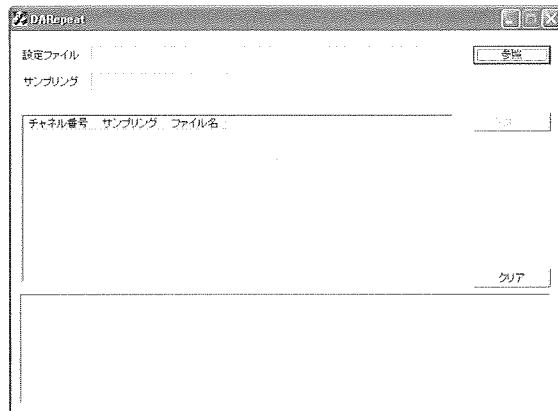 DARepeat
設定ファイル
参照
サンプリング
チャネル番号 サンプリング ファイル名
クリア